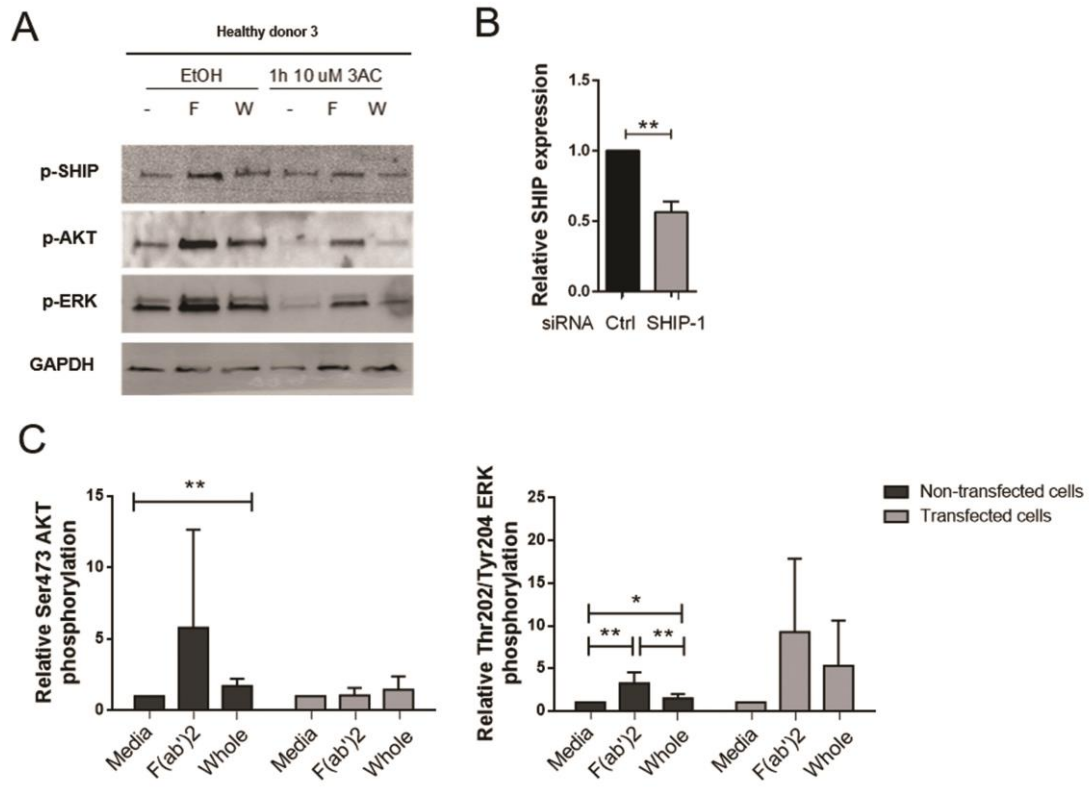 A
Healthy donor 3
EtOH 1h 10 uM 3AC
- F W - F W
p-SHIP
p-AKT
p-ERK
GAPDH
B
Relative SHIP expression
1.5
1.0
0.5
0.0
**
siRNA Ctrl SHIP-1
C
Relative Ser473 AKT
phosphorylation
15
10
5
0
**
Media F(ab')2 Whole Media F(ab')2 Whole
Relative Thr202/Tyr204 ERK
phosphorylation
25
20
15
10
5
0
*
** **
Media F(ab')2 Whole Media F(ab')2 Whole
Non-transfected cells
Transfected cells